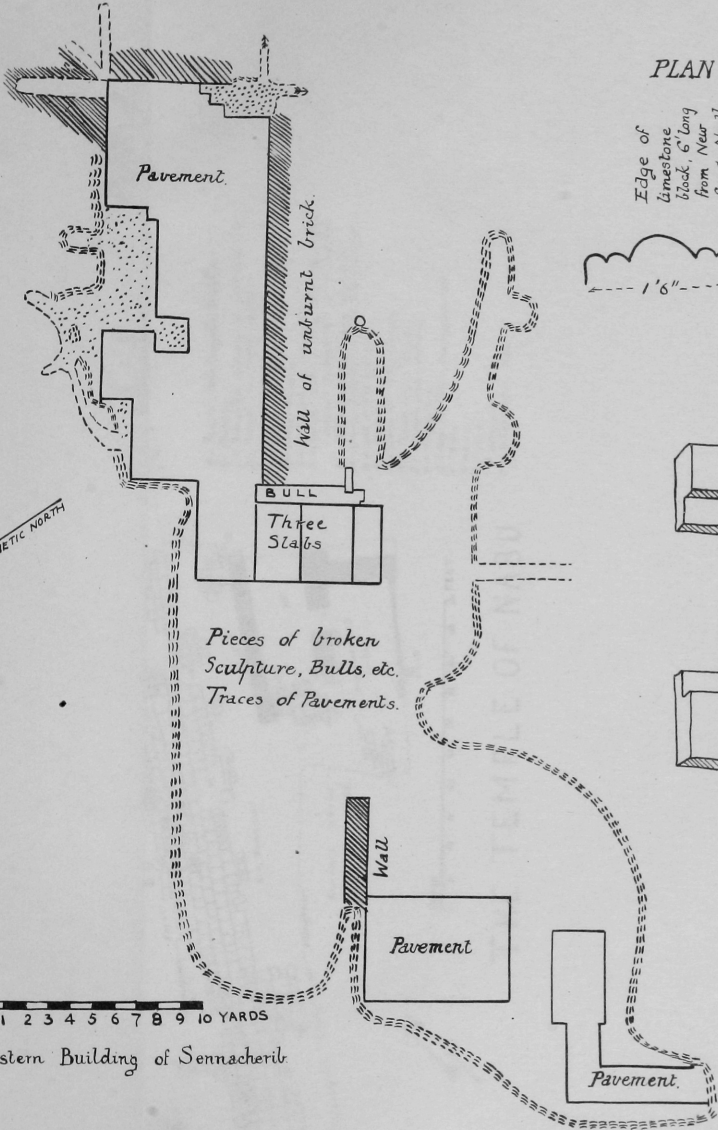 PLAN
Edge of
limestone
block, 6' long
from New
Pavement.
Wall of unburnt brick.
1'6"
BULL
Three
Slabs
ETIC NORTH
Pieces of broken
Sculpture, Bulls, etc.
Traces of Pavements.
Wall
Pavement
1 2 3 4 5 6 7 8 9 10 YARDS
stern Building of Sennacherib.
Pavement.